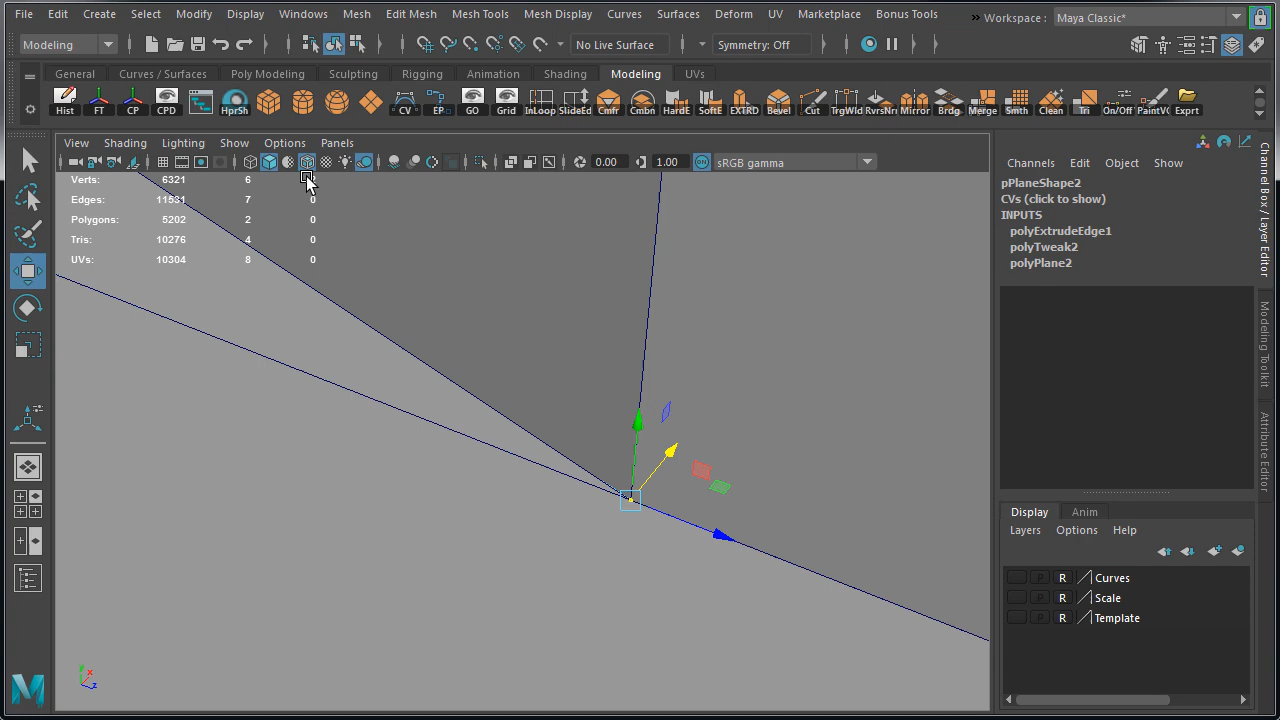 File Edit Create Select Modify Display Windows Mesh Edit Mesh Mesh Tools Mesh Display Curves Surfaces Deform UV Marketplace Bonus Tools
Workspace : Maya Classic*
Modeling No Live Surface Symmetry: Off
General Curves / Surfaces Poly Modeling Sculpting Rigging Animation Shading Modeling UVs
Hist FT CP CPD HprSh CV EP GO Grid InLoop SlideEd Cmfr Cmbn HardE SoftE EXTRD Bevel Cut TrgWld RvrsNr Mirror Brdg Merge Smth Clean Tri On/Off PaintVC Export
View Shading Lighting Show Options Panels
0.00 1.00 ON sRGB gamma
Verts: 6321 6
Edges: 11531 7 0
Polygons: 5202 2 0
Tris: 10276 4 0
UVs: 10304 8 0
Channels Edit Object Show
pPlaneShape2
CVs (click to show)
INPUTS
polyExtrudeEdge1
polyTweak2
polyPlane2
Display Anim
Layers Options Help
P R Curves
P R Scale
P R Template
Channel Box / Layer Editor
Modeling Toolkit
Attribute Editor
y x z